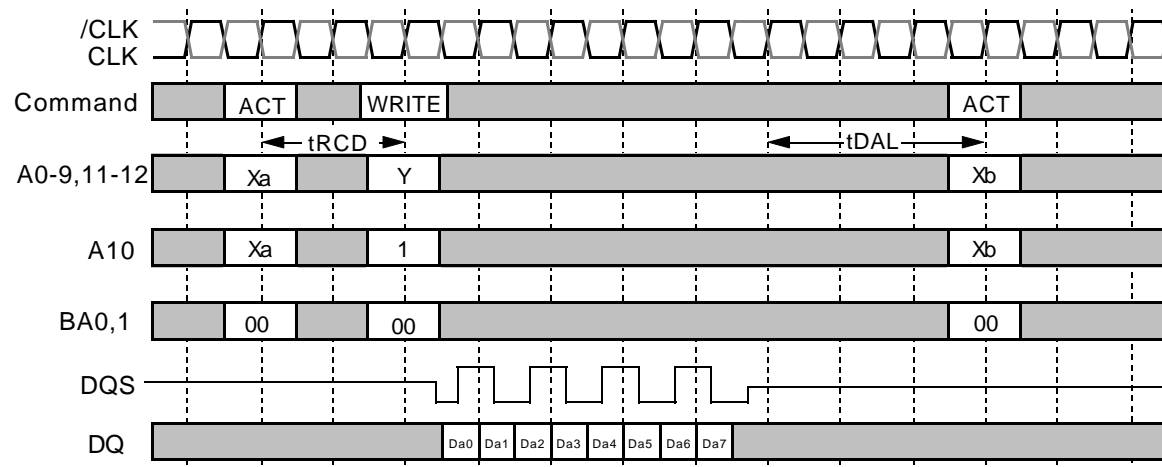 /CLK
CLK
Command ACT WRITE ACT
tRCD tDAL
A0-9,11-12 Xa Y Xb
A10 Xa 1 Xb
BA0,1 00 00 00
DQS
DQ Da0 Da1 Da2 Da3 Da4 Da5 Da6 Da7